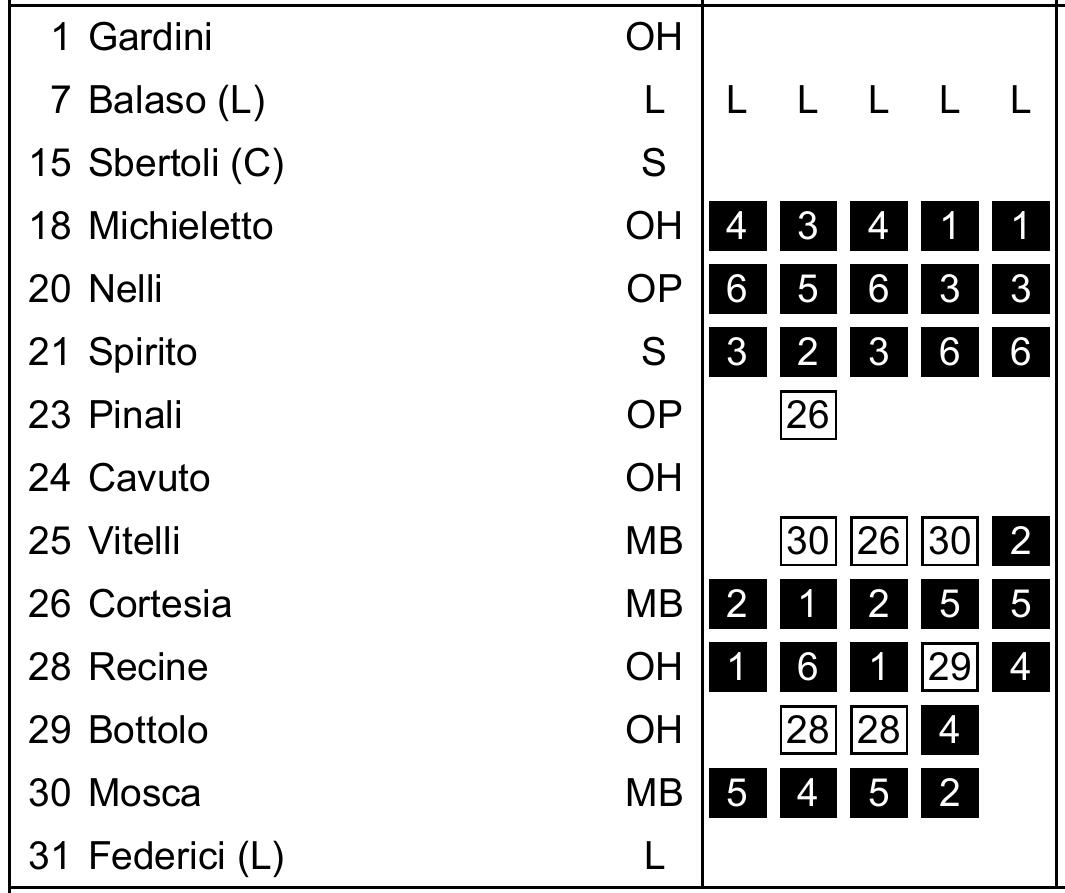 1 Gardini OH
7 Balaso (L) L L L L L L
15 Sbertoli (C) S
18 Michieletto OH 4 3 4 1 1
20 Nelli OP 6 5 6 3 3
21 Spirito S 3 2 3 6 6
23 Pinali OP 26
24 Cavuto OH
25 Vitelli MB 30 26 30 2
26 Cortesia MB 2 1 2 5 5
28 Recine OH 1 6 1 29 4
29 Bottolo OH 28 28 4
30 Mosca MB 5 4 5 2
31 Federici (L) L